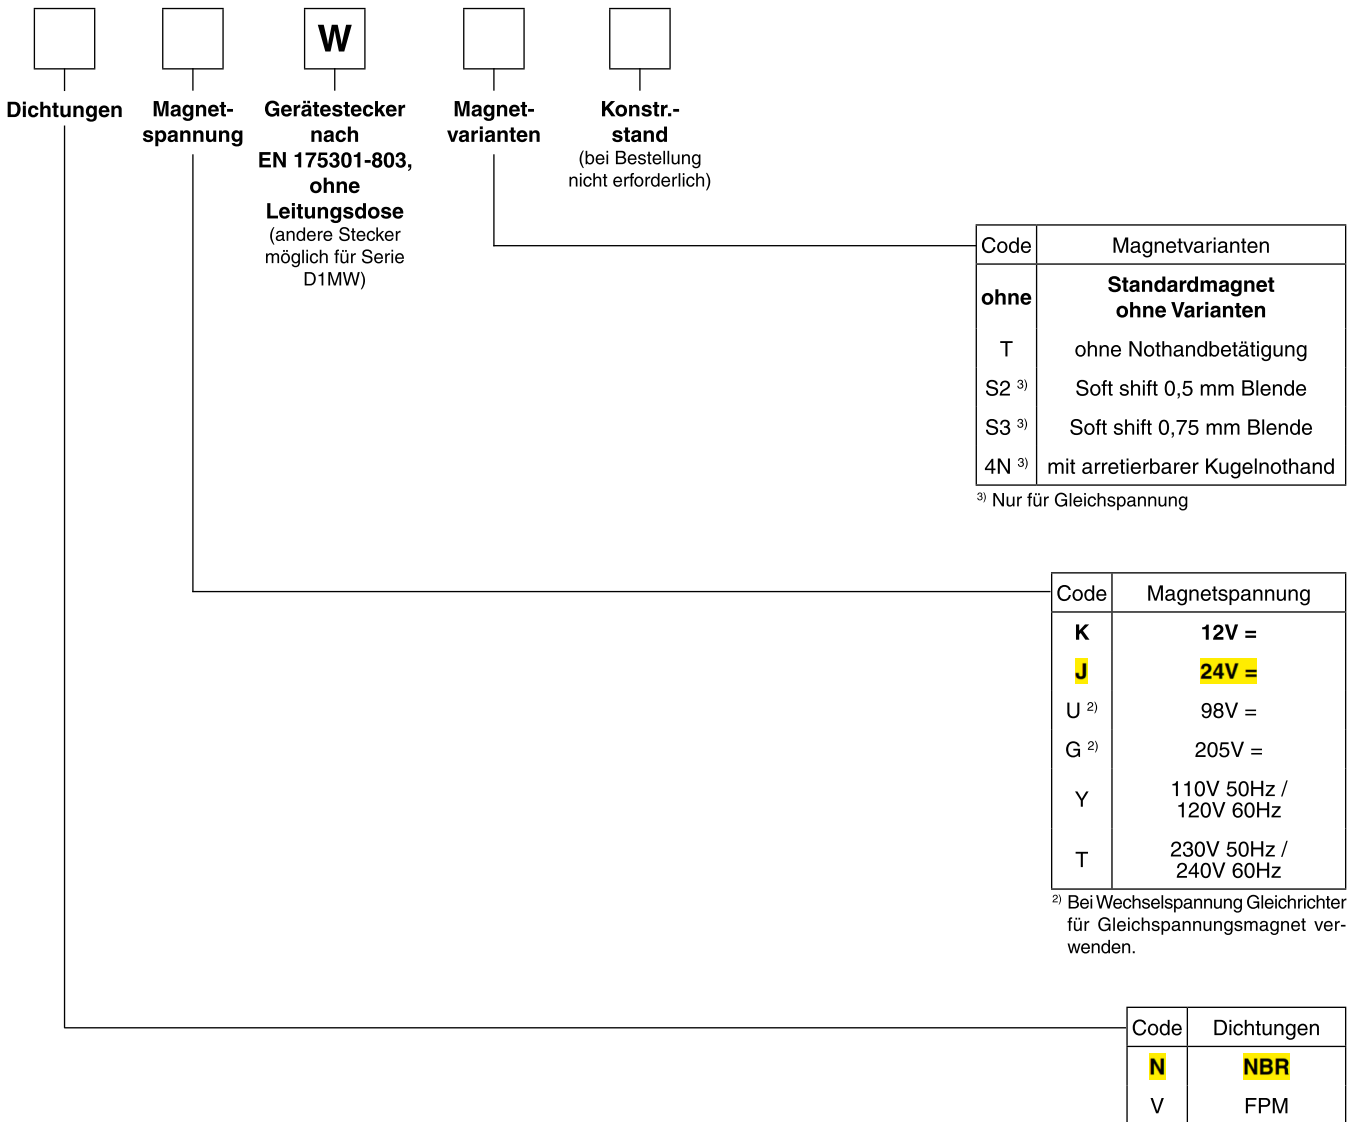 W
Dichtungen
Magnet-
spannung
Gerätestecker
nach
EN 175301-803,
ohne
Leitungsdose
(andere Stecker
möglich für Serie
D1MW)
Magnet-
varianten
Konstr.-
stand
(bei Bestellung
nicht erforderlich)
Code Magnetvarianten
ohne Standardmagnet
ohne Varianten
T ohne Nothandbetätigung
S2 3) Soft shift 0,5 mm Blende
S3 3) Soft shift 0,75 mm Blende
4N 3) mit arretierbarer Kugelnothand
3) Nur für Gleichspannung
Code Magnetspannung
K 12V =
J 24V =
U 2) 98V =
G 2) 205V =
Y 110V 50Hz /
120V 60Hz
T 230V 50Hz /
240V 60Hz
2) Bei Wechselspannung Gleichrichter
für Gleichspannungsmagnet ver-
wenden.
Code Dichtungen
N NBR
V FPM